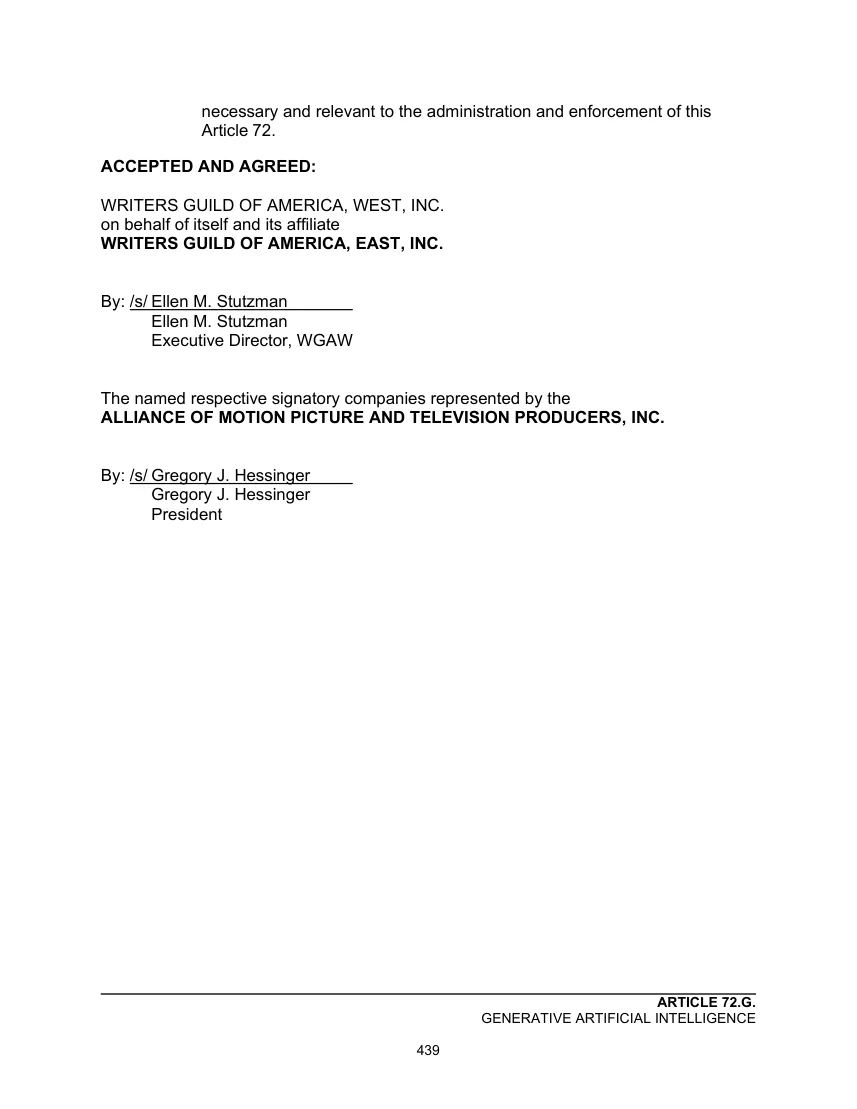 necessary and relevant to the administration and enforcement of this
Article 72.
ACCEPTED AND AGREED:
WRITERS GUILD OF AMERICA, WEST, INC.
on behalf of itself and its affiliate
WRITERS GUILD OF AMERICA, EAST, INC.
By: /s/ Ellen M. Stutzman
Ellen M. Stutzman
Executive Director, WGAW
The named respective signatory companies represented by the
ALLIANCE OF MOTION PICTURE AND TELEVISION PRODUCERS, INC.
By: /s/ Gregory J. Hessinger
Gregory J. Hessinger
President
ARTICLE 72.G.
GENERATIVE ARTIFICIAL INTELLIGENCE
439